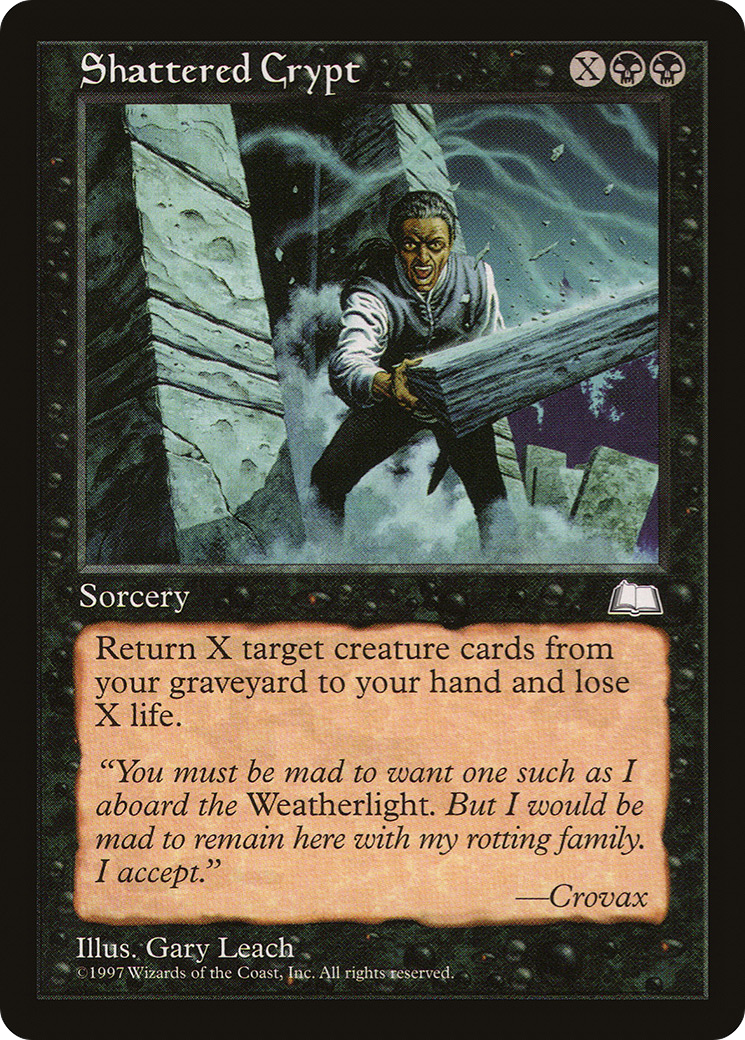 Shattered Crypt
X
Sorcery
Return X target creature cards from
your graveyard to your hand and lose
X life.
“You must be mad to want one such as I
aboard the Weatherlight. But I would be
mad to remain here with my rotting family.
I accept.”
—Crovax
Illus. Gary Leach
©1997 Wizards of the Coast, Inc. All rights reserved.